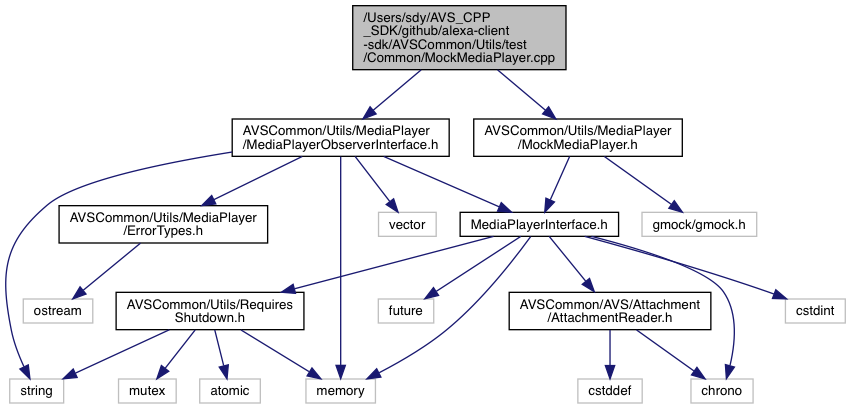 /Users/sdy/AVS_CPP
_SDK/github/alexa-client
-sdk/AVSCommon/Utils/test
/Common/MockMediaPlayer.cpp
AVSCommon/Utils/MediaPlayer
/MediaPlayerObserverInterface.h
AVSCommon/Utils/MediaPlayer
/MockMediaPlayer.h
AVSCommon/Utils/MediaPlayer
/ErrorTypes.h
vector
MediaPlayerInterface.h
gmock/gmock.h
ostream
AVSCommon/Utils/Requires
Shutdown.h
future
AVSCommon/AVS/Attachment
/AttachmentReader.h
cstdint
string
mutex
atomic
memory
cstddef
chrono